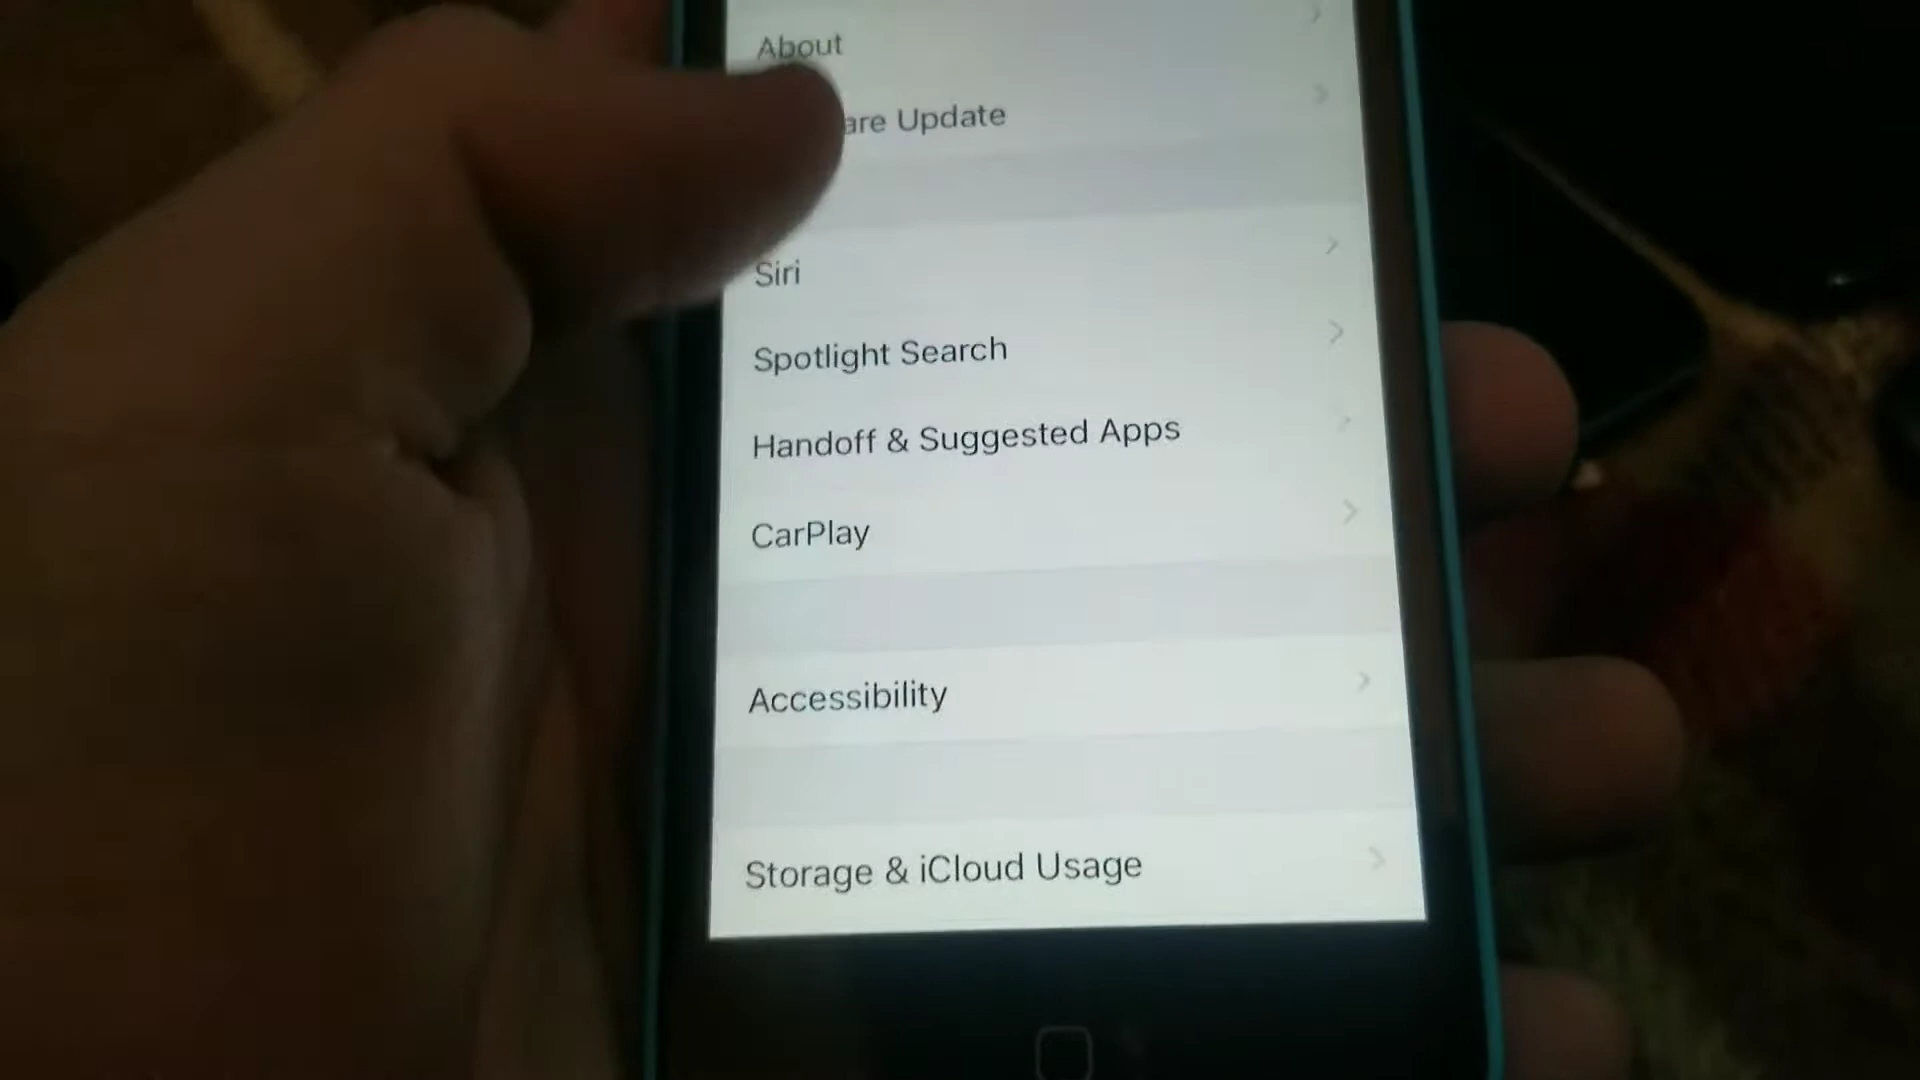 About
are Update
Siri
Spotlight Search
Handoff & Suggested Apps
CarPlay
Accessibility
Storage & iCloud Usage